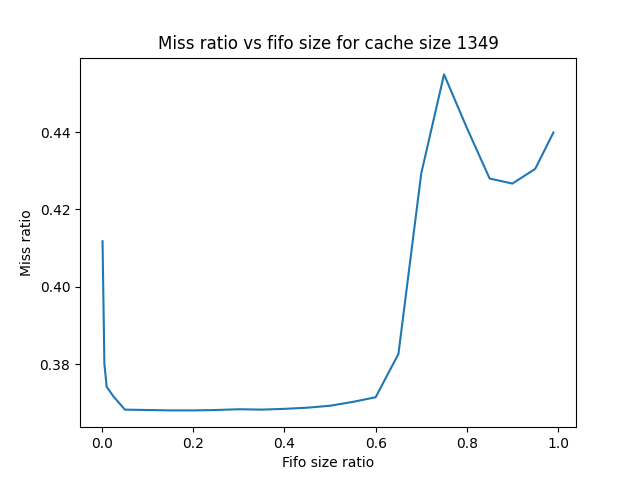 Miss ratio vs fifo size for cache size 1349
Miss ratio
0.44
0.42
0.40
0.38
0.0 0.2 0.4 0.6 0.8 1.0
Fifo size ratio